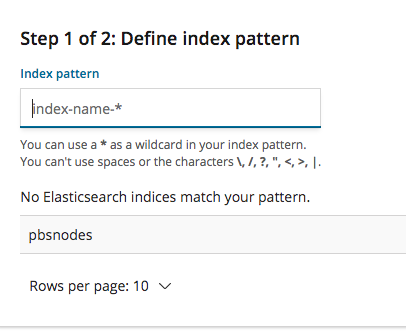 Step 1 of 2: Define index pattern
Index pattern
index-name-*
You can use a * as a wildcard in your index pattern.
You can't use spaces or the characters \, /, ?, ", <, >, |.
No Elasticsearch indices match your pattern.
pbsnodes
Rows per page: 10